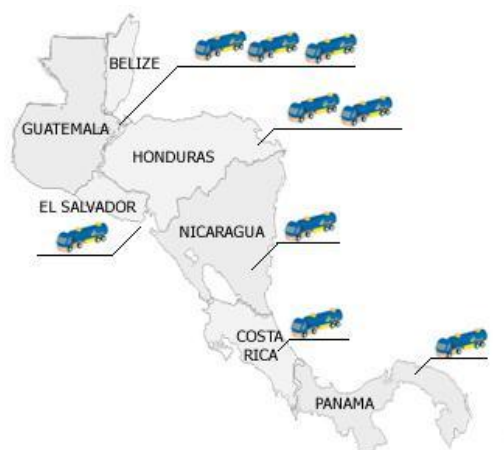 BELIZE
GUATEMALA
HONDURAS
EL SALVADOR
NICARAGUA
COSTA
RICA
PANAMA